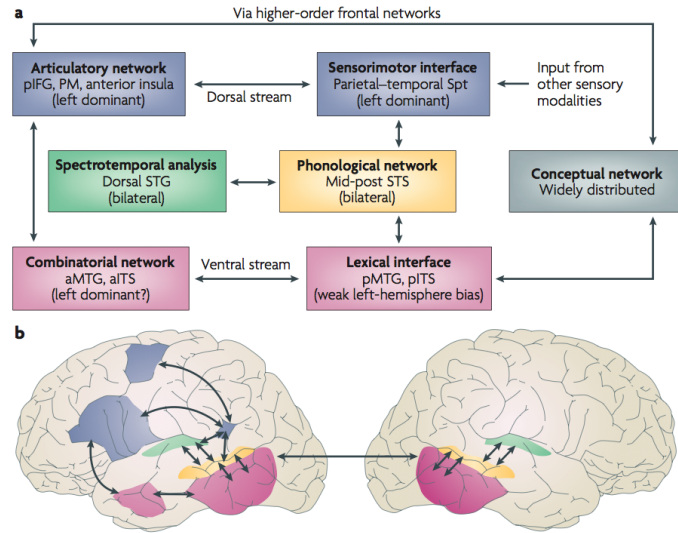 a
Via higher-order frontal networks
Articulatory network
pIFG, PM, anterior insula
(left dominant)
Dorsal stream
Sensorimotor interface
Parietal–temporal Spt
(left dominant)
Input from
other sensory
modalities
Spectrotemporal analysis
Dorsal STG
(bilateral)
Phonological network
Mid-post STS
(bilateral)
Conceptual network
Widely distributed
Combinatorial network
aMTG, aITS
(left dominant?)
Ventral stream
Lexical interface
pMTG, pITS
(weak left-hemisphere bias)
b